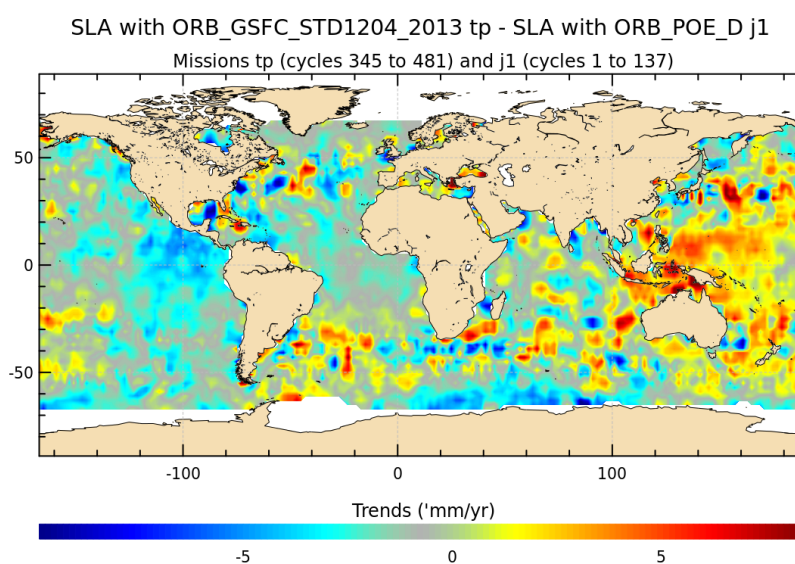 SLA with ORB_GSFC_STD1204_2013 tp - SLA with ORB_POE_D j1
Missions tp (cycles 345 to 481) and j1 (cycles 1 to 137)
50
0
-50
-100 0 100
Trends ('mm/yr)
-5 0 5